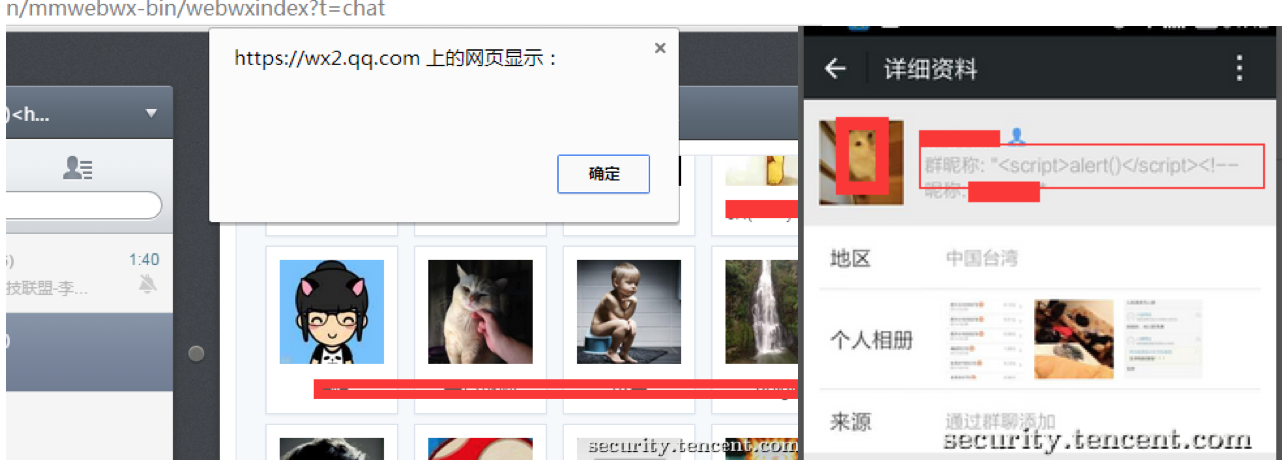 n/mmwebwx-bin/webwxindex?t=chat
https://wx2.qq.com 上的网页显示：
确定
)<h...
1:40
技联盟-李...
security.tencent.com
详细资料
群昵称: "<script>alert()</script><!--
昵称:
地区
中国台湾
个人相册
来源
通过群聊添加
security.tencent.com